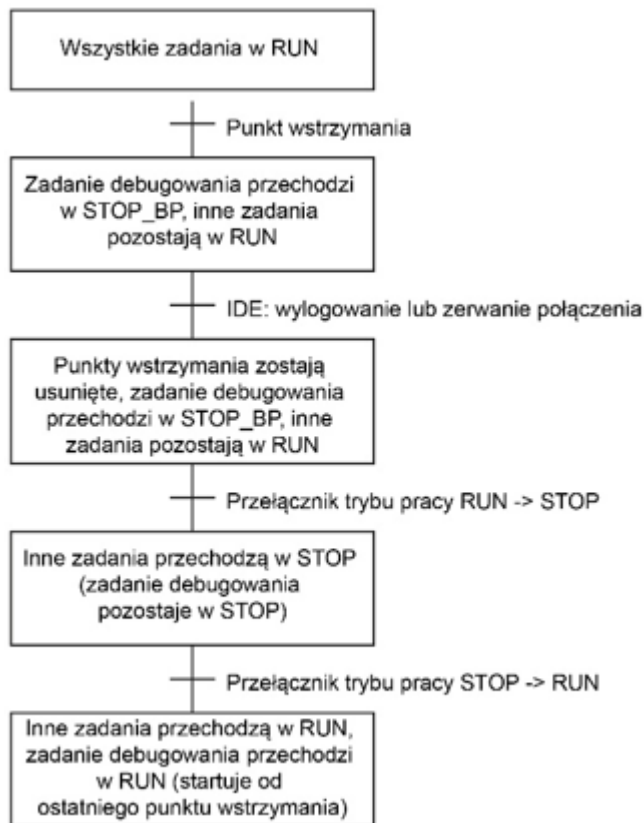 Wszystkie zadania w RUN
Punkt wstrzymania
Zadanie debugowania przechodzi
w STOP_BP, inne zadania
pozostają w RUN
IDE: wylogowanie lub zerwanie połączenia
Punkty wstrzymania zostają
usunięte, zadanie debugowania
przechodzi w STOP_BP, inne
zadania pozostają w RUN
Przełącznik trybu pracy RUN -> STOP
Inne zadania przechodzą w STOP
(zadanie debugowania
pozostaje w STOP)
Przełącznik trybu pracy STOP -> RUN
Inne zadania przechodzą w RUN,
zadanie debugowania przechodzi
w RUN (startuje od
ostatniego punktu wstrzymania)